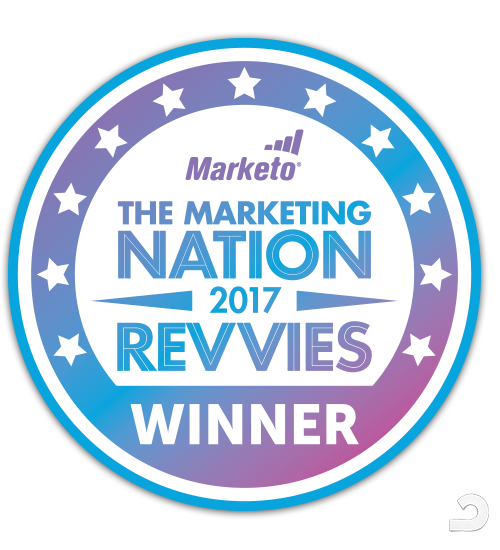 Marketo®
THE MARKETING
NATION
2017
REVVIES
WINNER